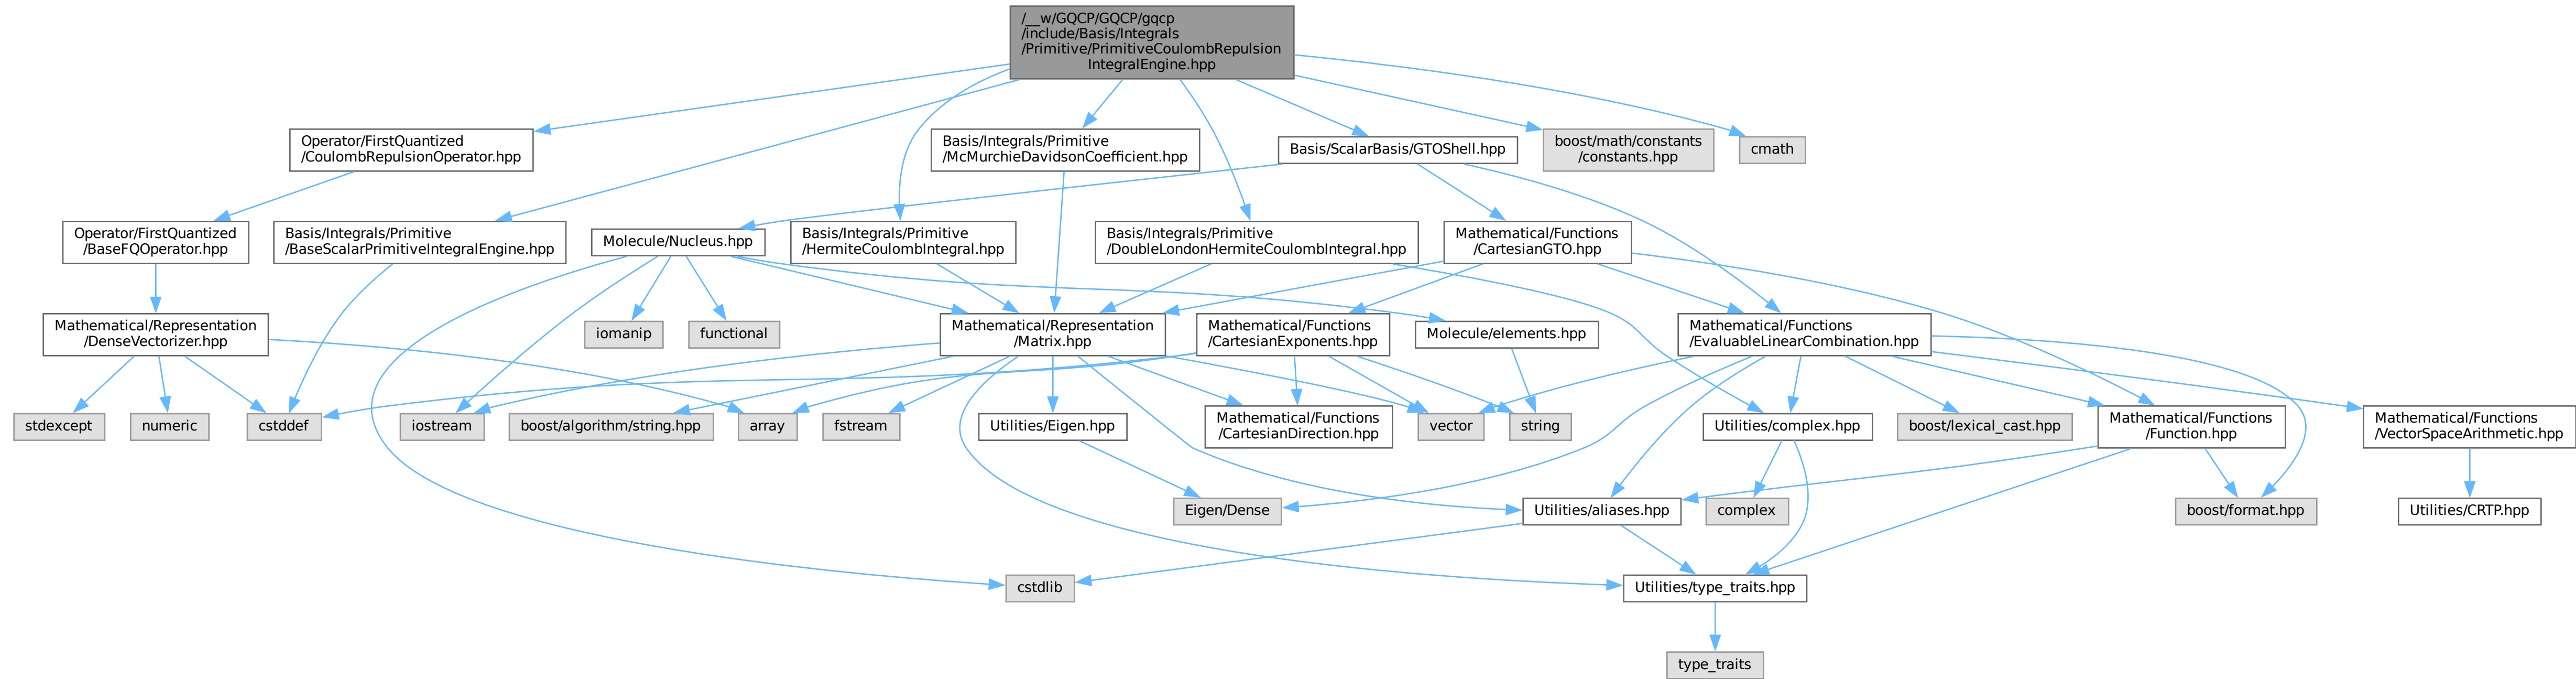 /__w/GQCP/GQCP/gqcp
/include/Basis/Integrals
/Primitive/PrimitiveCoulombRepulsion
IntegralEngine.hpp
Operator/FirstQuantized
/CoulombRepulsionOperator.hpp
Basis/Integrals/Primitive
/McMurchieDavidsonCoefficient.hpp
Basis/ScalarBasis/GTOShell.hpp
boost/math/constants
/constants.hpp
cmath
Operator/FirstQuantized
/BaseFQOperator.hpp
Basis/Integrals/Primitive
/BaseScalarPrimitiveIntegralEngine.hpp
Molecule/Nucleus.hpp
Basis/Integrals/Primitive
/HermiteCoulombIntegral.hpp
Basis/Integrals/Primitive
/DoubleLondonHermiteCoulombIntegral.hpp
Mathematical/Functions
/CartesianGTO.hpp
Mathematical/Representation
/DenseVectorizer.hpp
iomanip
functional
Mathematical/Representation
/Matrix.hpp
Mathematical/Functions
/CartesianExponents.hpp
Molecule/elements.hpp
Mathematical/Functions
/EvaluableLinearCombination.hpp
stdexcept
numeric
cstddef
iostream
boost/algorithm/string.hpp
array
fstream
Utilities/Eigen.hpp
Mathematical/Functions
/CartesianDirection.hpp
vector
string
Utilities/complex.hpp
boost/lexical_cast.hpp
Mathematical/Functions
/Function.hpp
Mathematical/Functions
/VectorSpaceArithmetic.hpp
Eigen/Dense
Utilities/aliases.hpp
complex
boost/format.hpp
Utilities/CRTP.hpp
cstdlib
Utilities/type_traits.hpp
type_traits